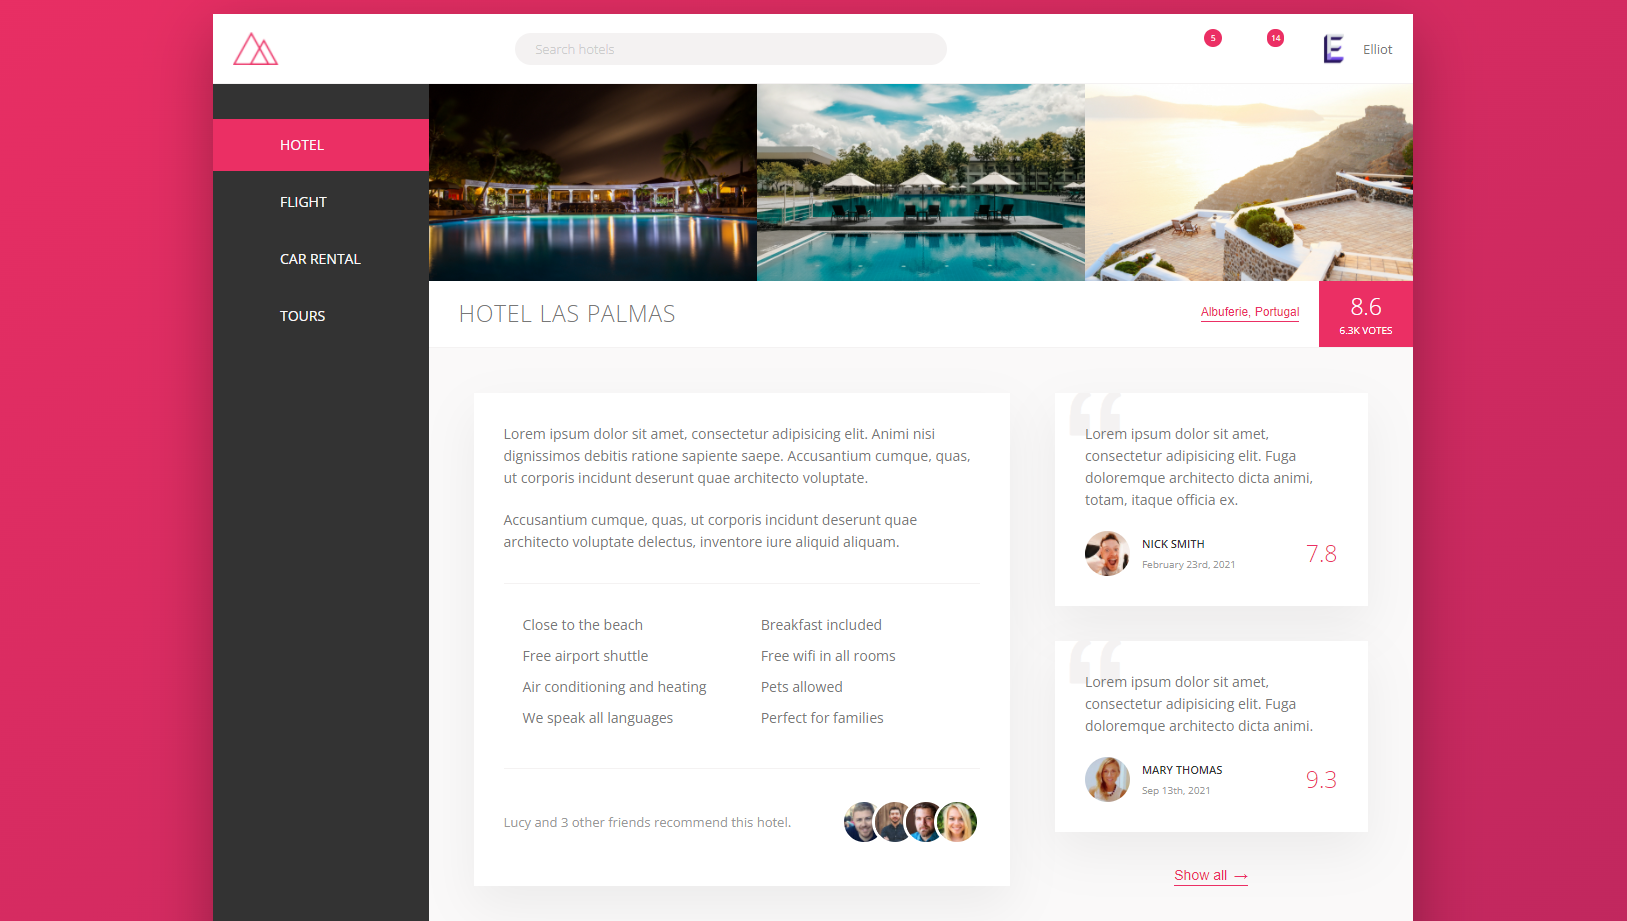 Search hotels
5
14
E
Elliot
HOTEL
FLIGHT
CAR RENTAL
TOURS
HOTEL LAS PALMAS
Albuferie, Portugal
8.6
6.3K VOTES
Lorem ipsum dolor sit amet, consectetur adipisicing elit. Animi nisi
dignissimos debitis ratione sapiente saepe. Accusantium cumque, quas,
ut corporis incidunt deserunt quae architecto voluptate.
Accusantium cumque, quas, ut corporis incidunt deserunt quae
architecto voluptate delectus, inventore iure aliquid aliquam.
Close to the beach
Breakfast included
Free airport shuttle
Free wifi in all rooms
Air conditioning and heating
Pets allowed
We speak all languages
Perfect for families
Lucy and 3 other friends recommend this hotel.
“
Lorem ipsum dolor sit amet,
consectetur adipisicing elit. Fuga
doloremque architecto dicta animi,
totam, itaque officia ex.
NICK SMITH
February 23rd, 2021
7.8
“
Lorem ipsum dolor sit amet,
consectetur adipisicing elit. Fuga
doloremque architecto dicta animi.
MARY THOMAS
Sep 13th, 2021
9.3
Show all →